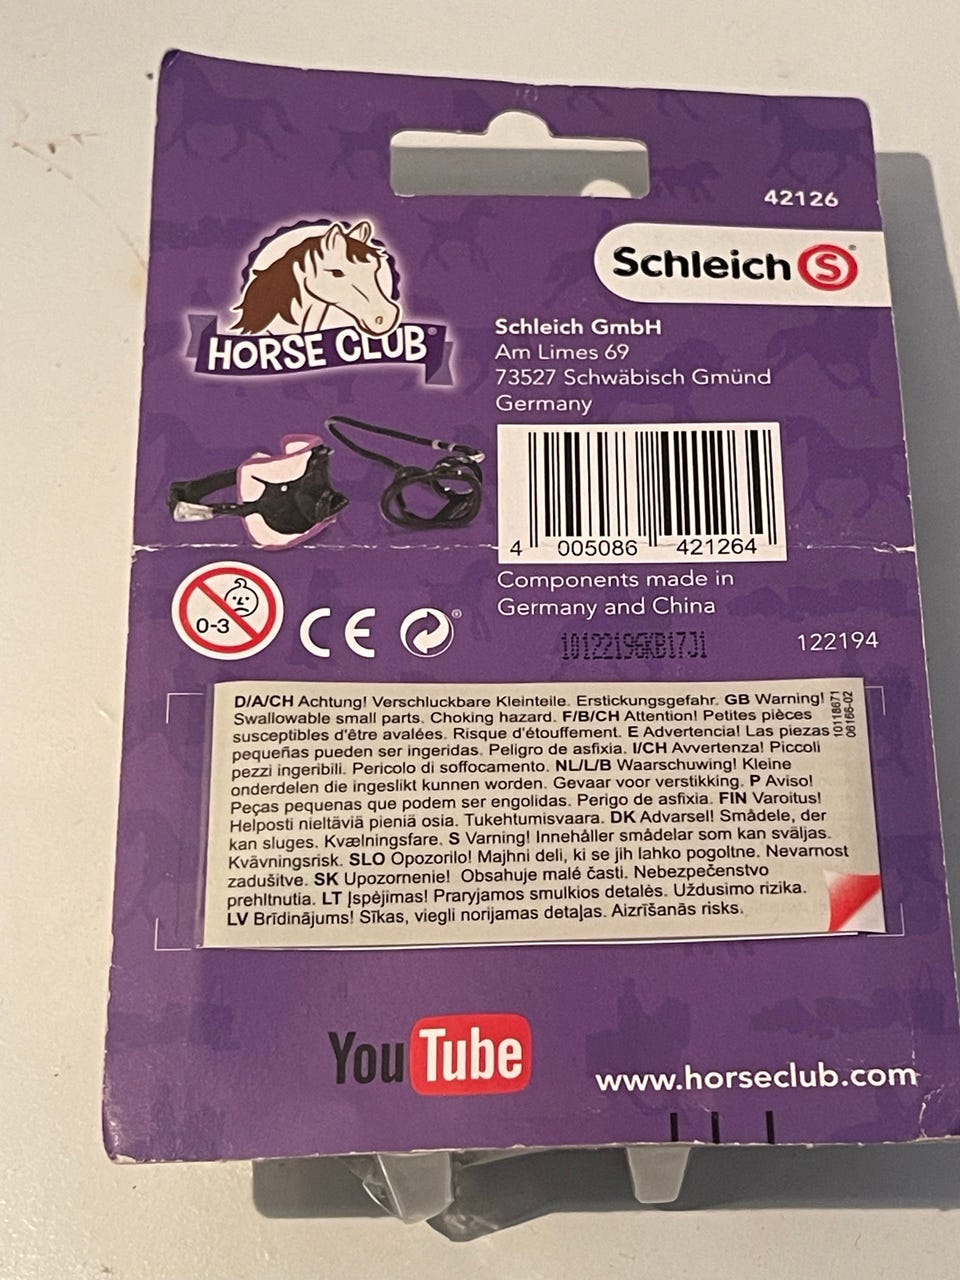 42126
Schleich S®
HORSE CLUB®
Schleich GmbH
Am Limes 69
73527 Schwäbisch Gmünd
Germany
4 005086 421264
Components made in
Germany and China
0-3
CE
10122196KB17J1
122194
D/A/CH Achtung! Verschluckbare Kleinteile. Erstickungsgefahr. GB Warning!
Swallowable small parts. Choking hazard. F/B/CH Attention! Petites pièces
susceptibles d'être avalées. Risque d'étouffement. E Advertencia! Las piezas
pequeñas pueden ser ingeridas. Peligro de asfixia. I/CH Avvertenza! Piccoli
pezzi ingeribili. Pericolo di soffocamento. NL/L/B Waarschuwing! Kleine
onderdelen die ingeslikt kunnen worden. Gevaar voor verstikking. P Aviso!
Peças pequenas que podem ser engolidas. Perigo de asfixia. FIN Varoitus!
Helposti nieltäviä pieniä osia. Tukehtumisvaara. DK Advarsel! Smådele, der
kan sluges. Kvælningsfare. S Varning! Innehåller smådelar som kan sväljas.
Kvävningsrisk. SLO Opozorilo! Majhni deli, ki se jih lahko pogoltne. Nevarnost
zadušitve. SK Upozornenie! Obsahuje malé časti. Nebezpečenstvo
prehltnutia. LT Įspėjimas! Praryjamos smulkios detalės. Uždusimo rizika.
LV Brīdinājums! Sīkas, viegli norijamas detaļas. Aizrīšanās risks.
10118671
06166-02
YouTube
www.horseclub.com